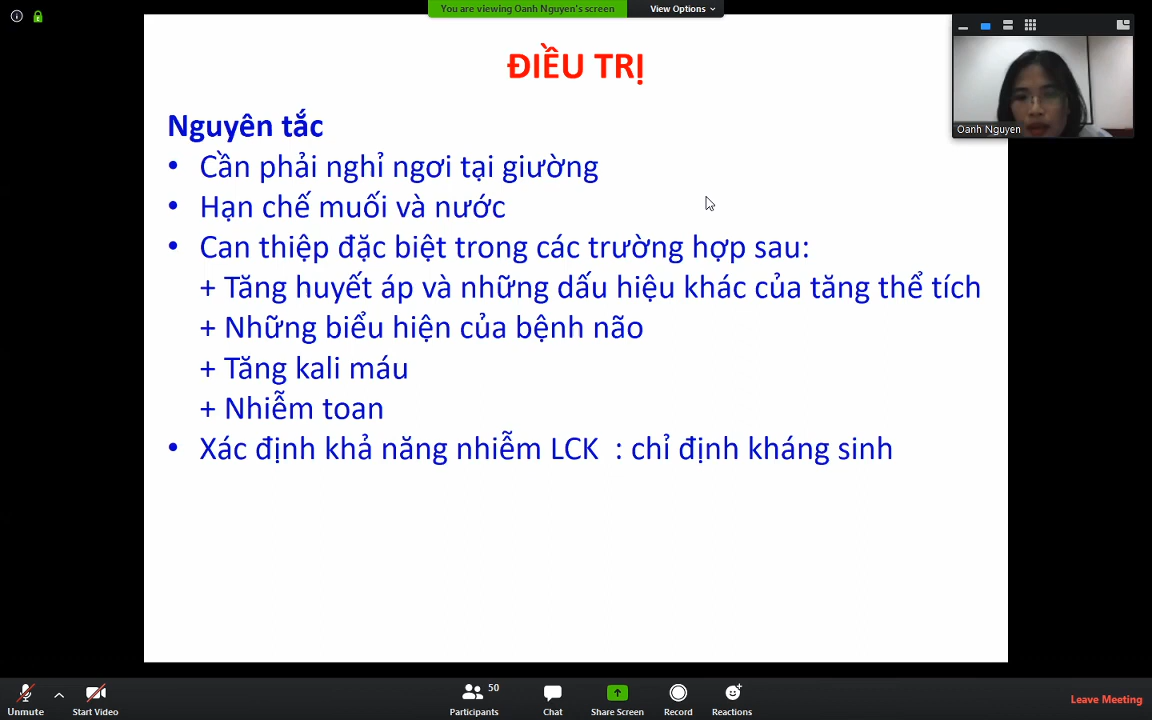 You are viewing Oanh Nguyen's screen
View Options
ĐIỀU TRỊ
Oanh Nguyen
Nguyên tắc
• Cần phải nghỉ ngơi tại giường
• Hạn chế muối và nước
• Can thiệp đặc biệt trong các trường hợp sau:
+ Tăng huyết áp và những dấu hiệu khác của tăng thể tích
+ Những biểu hiện của bệnh não
+ Tăng kali máu
+ Nhiễm toan
• Xác định khả năng nhiễm LCK : chỉ định kháng sinh
Unmute
Start Video
50
Participants
Chat
Share Screen
Record
Reactions
Leave Meeting